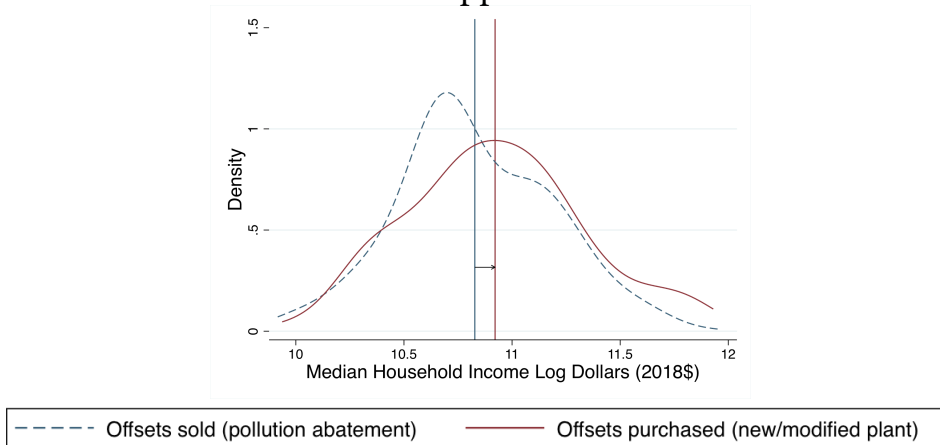 1.5
1
.5
0
Density
10 10.5 11 11.5 12
Median Household Income Log Dollars (2018$)
Offsets sold (pollution abatement) Offsets purchased (new/modified plant)